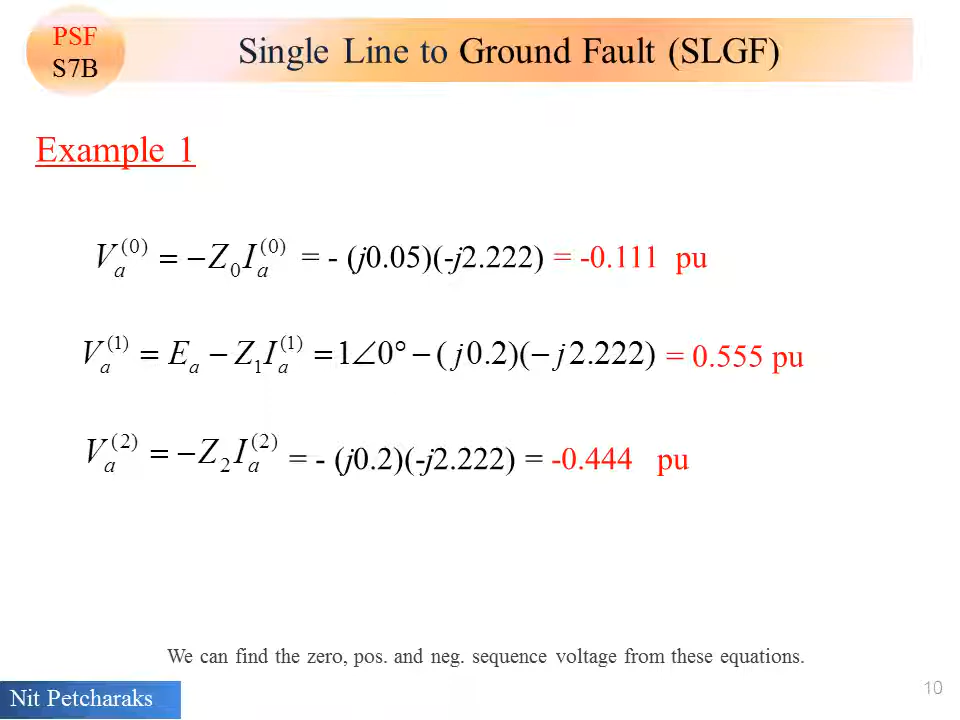 PSF
S7B
Single Line to Ground Fault (SLGF)
Example 1
V_a^(0) = −Z_0 I_a^(0) = - (j0.05)(-j2.222) = -0.111 pu
V_a^(1) = E_a − Z_1 I_a^(1) = 1∠0° − (j0.2)(−j2.222) = 0.555 pu
V_a^(2) = −Z_2 I_a^(2) = - (j0.2)(-j2.222) = -0.444 pu
We can find the zero, pos. and neg. sequence voltage from these equations.
Nit Petcharaks
10